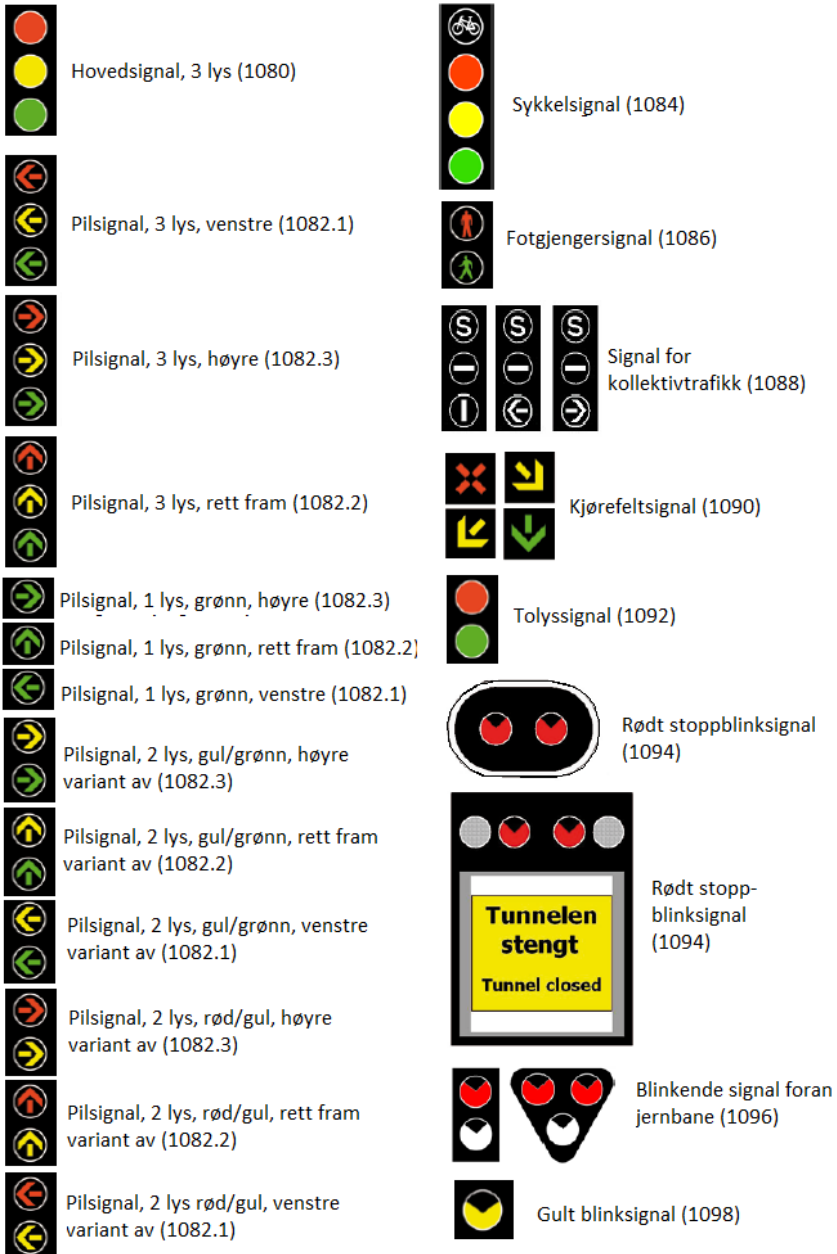 Hovedsignal, 3 lys (1080)
Pilsignal, 3 lys, venstre (1082.1)
Pilsignal, 3 lys, høyre (1082.3)
Pilsignal, 3 lys, rett fram (1082.2)
Pilsignal, 1 lys, grønn, høyre (1082.3)
Pilsignal, 1 lys, grønn, rett fram (1082.2)
Pilsignal, 1 lys, grønn, venstre (1082.1)
Pilsignal, 2 lys, gul/grønn, høyre
variant av (1082.3)
Pilsignal, 2 lys, gul/grønn, rett fram
variant av (1082.2)
Pilsignal, 2 lys, gul/grønn, venstre
variant av (1082.1)
Pilsignal, 2 lys, rød/gul, høyre
variant av (1082.3)
Pilsignal, 2 lys, rød/gul, rett fram
variant av (1082.2)
Pilsignal, 2 lys rød/gul, venstre
variant av (1082.1)
Sykkelsignal (1084)
Fotgjengersignal (1086)
S S S
Signal for
kollektivtrafikk (1088)
Kjørefeltsignal (1090)
Tolyssignal (1092)
Rødt stoppblinksignal
(1094)
Tunnelen
stengt
Tunnel closed
Rødt stopp-
blinksignal
(1094)
Blinkende signal foran
jernbane (1096)
Gult blinksignal (1098)